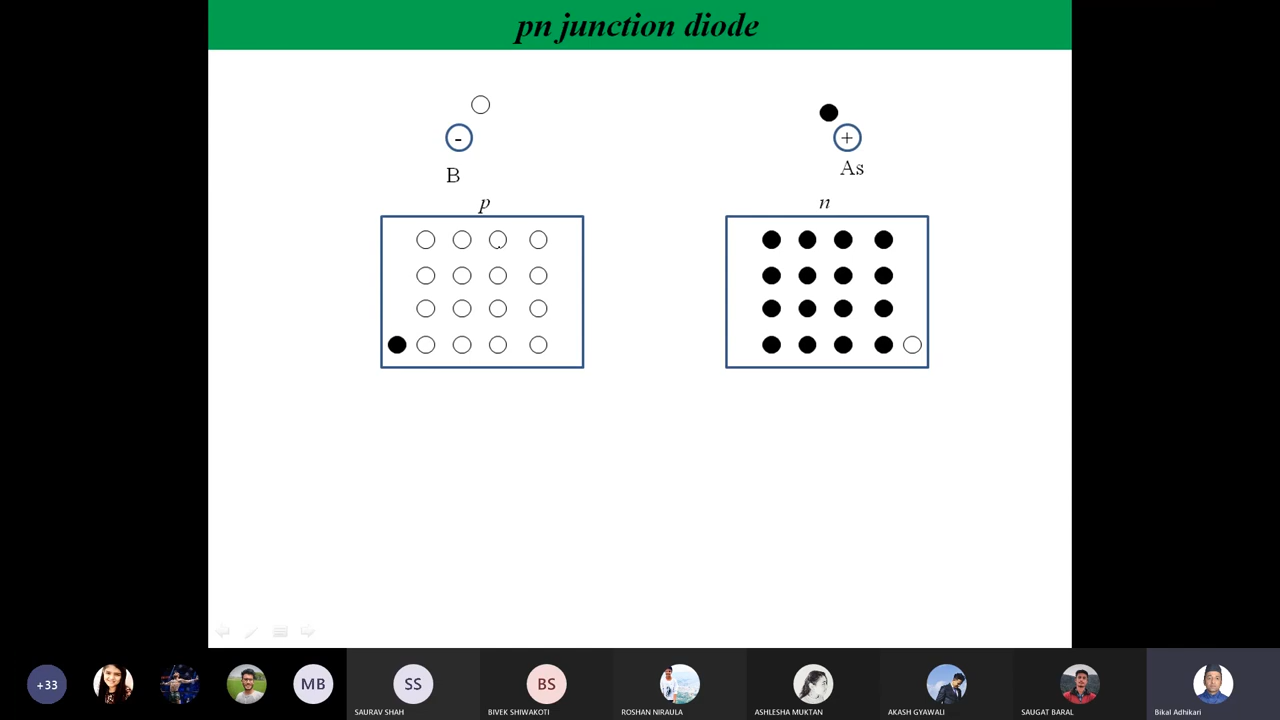 pn junction diode
-
+
B
As
p
n
+33
MB
SS
BS
SAURAV SHAH
BIVEK SHIWAKOTI
ROSHAN NIRAULA
ASHLESHA MUKTAN
AKASH GYAWALI
SAUGAT BARAL
Bikal Adhikari